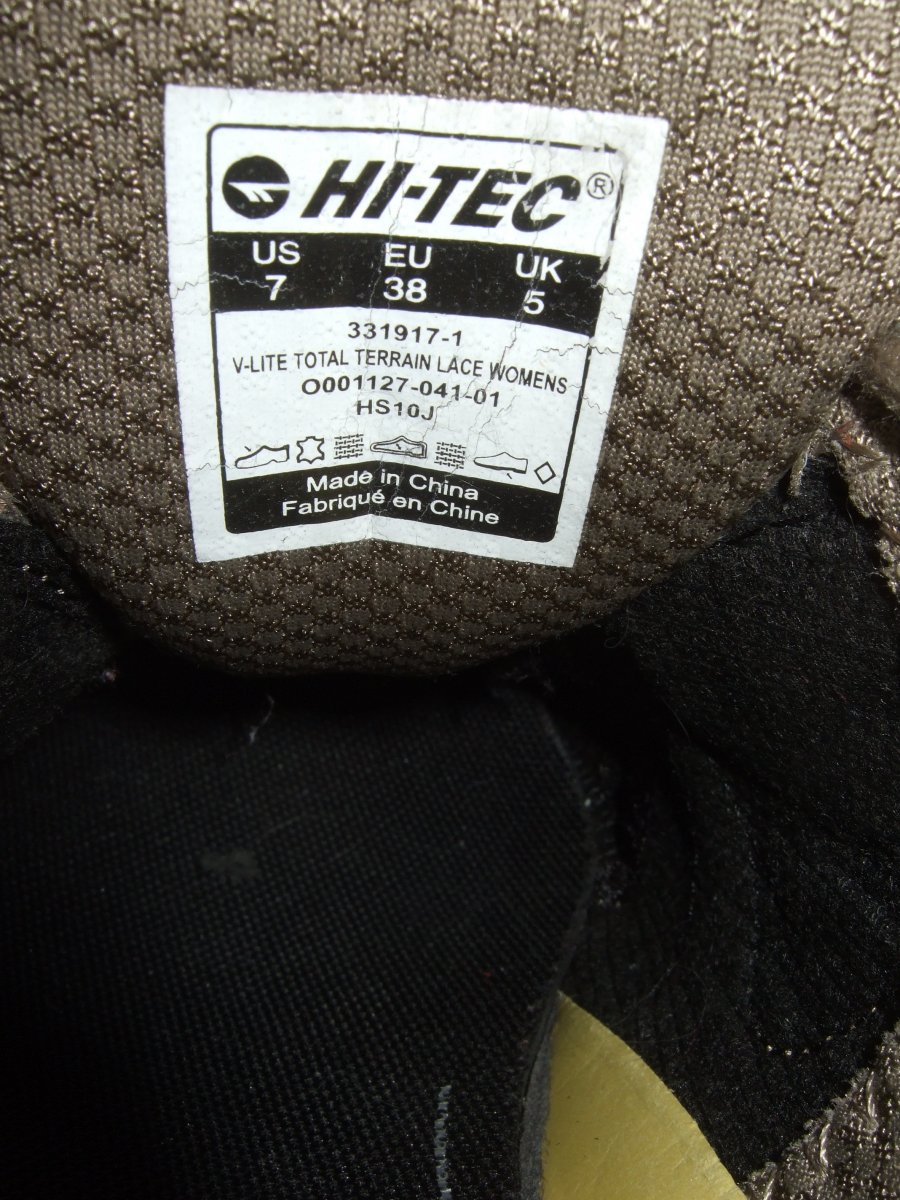 HI-TEC®
US EU UK
7 38 5
331917-1
V-LITE TOTAL TERRAIN LACE WOMENS
O001127-041-01
HS10J
Made in China
Fabriqué en Chine